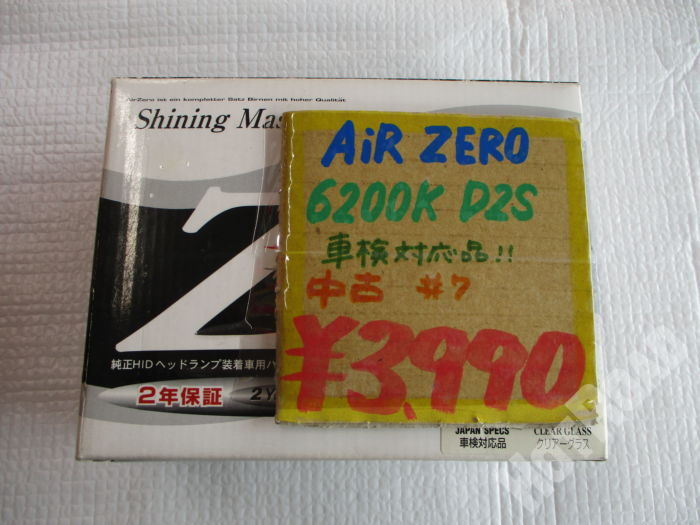 AirZero ist ein kompletter Satz Birnen mit hoher Qualität
Shining Mas
AiR ZERO
6200K D2S
車検対応品!!
中古 #7
¥3,990
Z
純正HIDヘッドランプ装着車用バ
2年保証
2Y
JAPAN SPECS
車検対応品
CLEAR GLASS
クリアーグラス